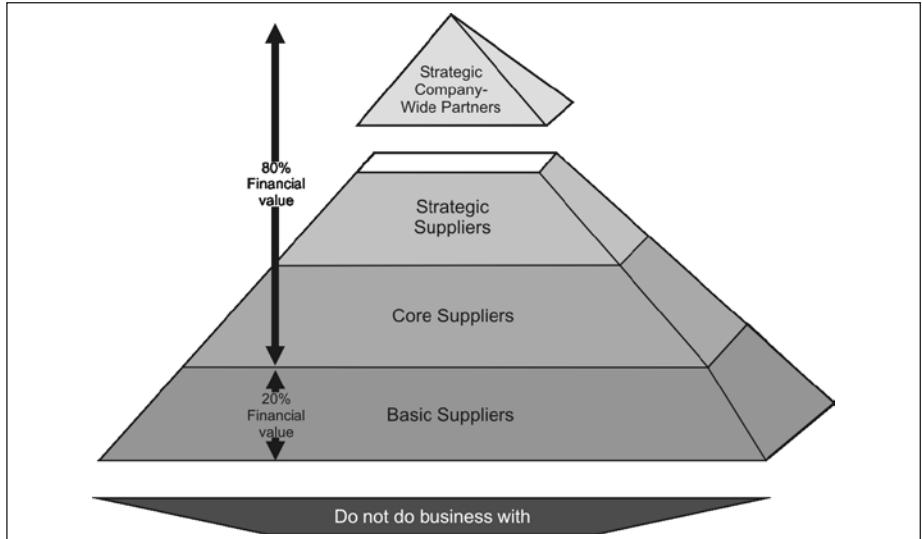 Strategic
Company-
Wide Partners
80%
Financial
value
Strategic
Suppliers
Core Suppliers
20%
Financial
value
Basic Suppliers
Do not do business with